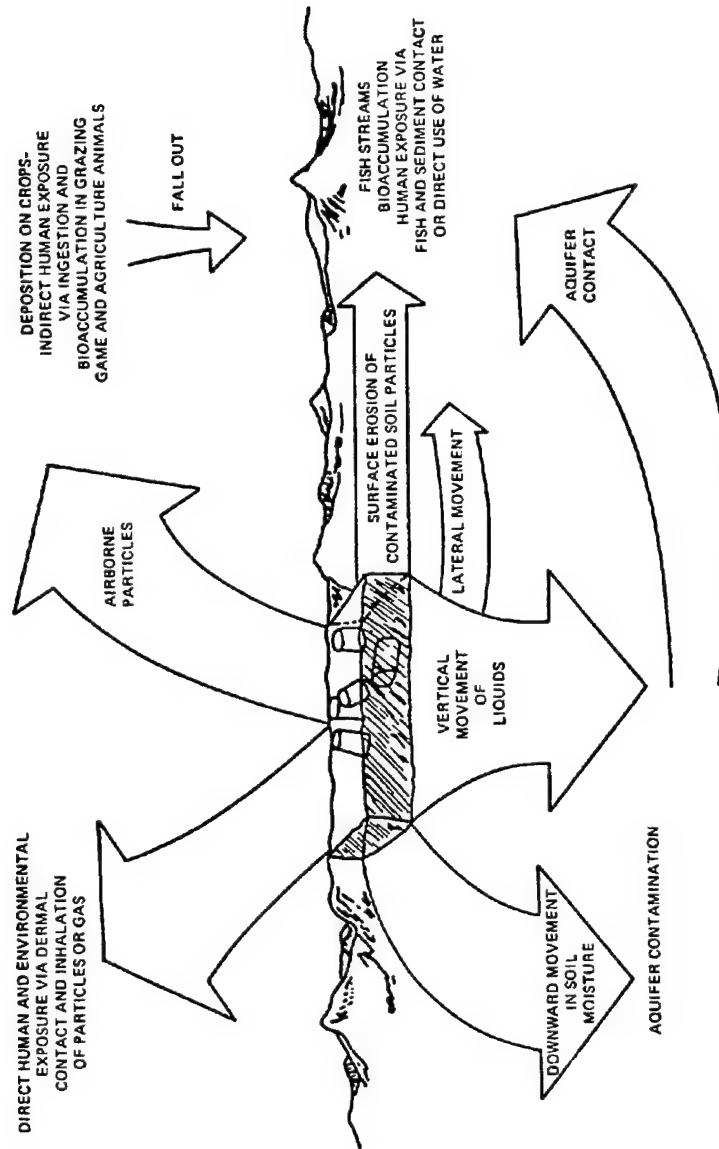 DIRECT HUMAN AND ENVIRONMENTAL
EXPOSURE VIA DERMAL
CONTACT AND INHALATION
OF PARTICLES OR GAS
AIRBORNE
PARTICLES
DEPOSITION ON CROPS-
INDIRECT HUMAN EXPOSURE
VIA INGESTION AND
BIOACCUMULATION IN GRAZING
GAME AND AGRICULTURE ANIMALS
FALL OUT
SURFACE EROSION OF
CONTAMINATED SOIL PARTICLES
FISH STREAMS
BIOACCUMULATION
HUMAN EXPOSURE VIA
FISH AND SEDIMENT CONTACT
OR DIRECT USE OF WATER
LATERAL MOVEMENT
VERTICAL
MOVEMENT
OF
LIQUIDS
DOWNWARD MOVEMENT
IN SOIL
MOISTURE
AQUIFER CONTAMINATION
AQUIFER
CONTACT